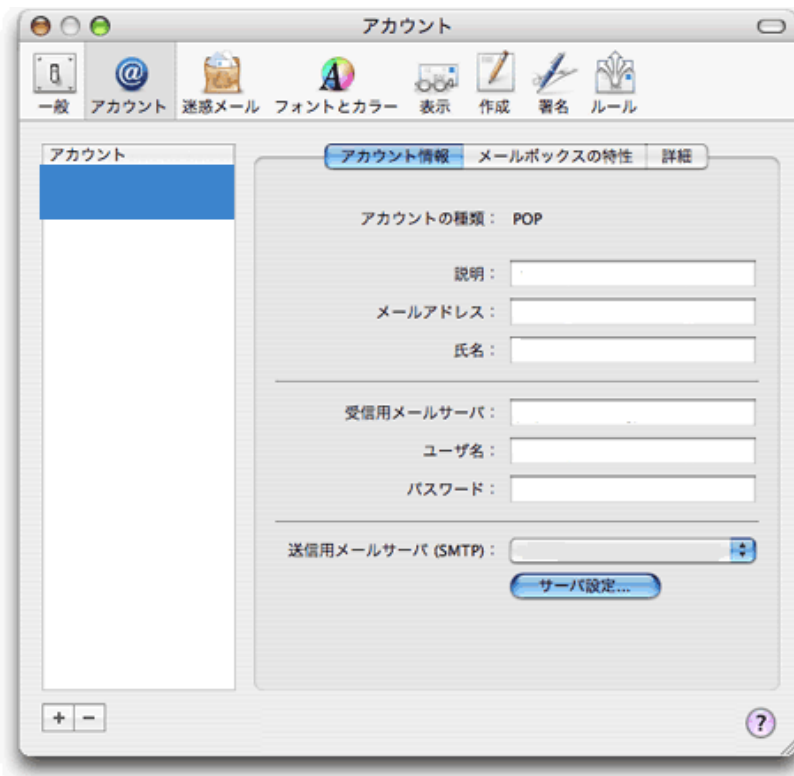 アカウント
一般 アカウント 迷惑メール フォントとカラー 表示 作成 署名 ルール
アカウント
アカウント情報 メールボックスの特性 詳細
アカウントの種類： POP
説明：
メールアドレス：
氏名：
受信用メールサーバ：
ユーザ名：
パスワード：
送信用メールサーバ (SMTP)：
サーバ設定...
+ −
?